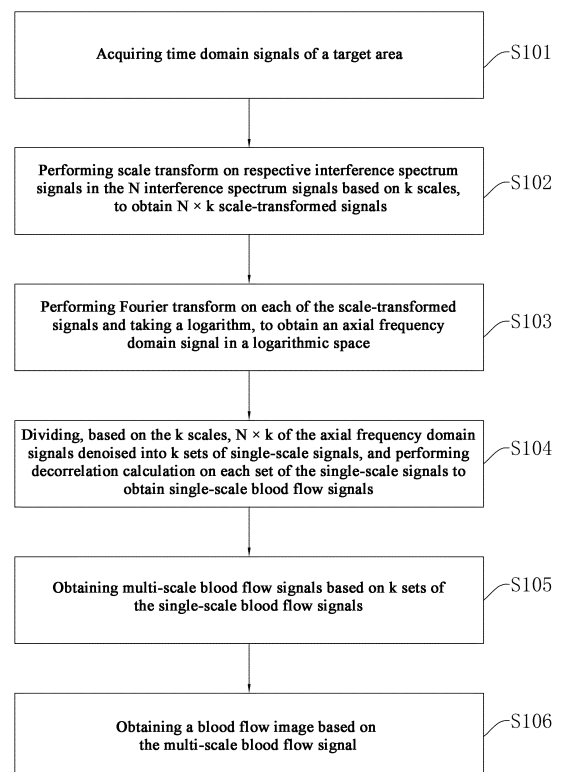 Acquiring time domain signals of a target area
S101
Performing scale transform on respective interference spectrum
signals in the N interference spectrum signals based on k scales,
to obtain N × k scale-transformed signals
S102
Performing Fourier transform on each of the scale-transformed
signals and taking a logarithm, to obtain an axial frequency
domain signal in a logarithmic space
S103
Dividing, based on the k scales, N × k of the axial frequency domain
signals denoised into k sets of single-scale signals, and performing
decorrelation calculation on each set of the single-scale signals to
obtain single-scale blood flow signals
S104
Obtaining multi-scale blood flow signals based on k sets of
the single-scale blood flow signals
S105
Obtaining a blood flow image based on
the multi-scale blood flow signal
S106